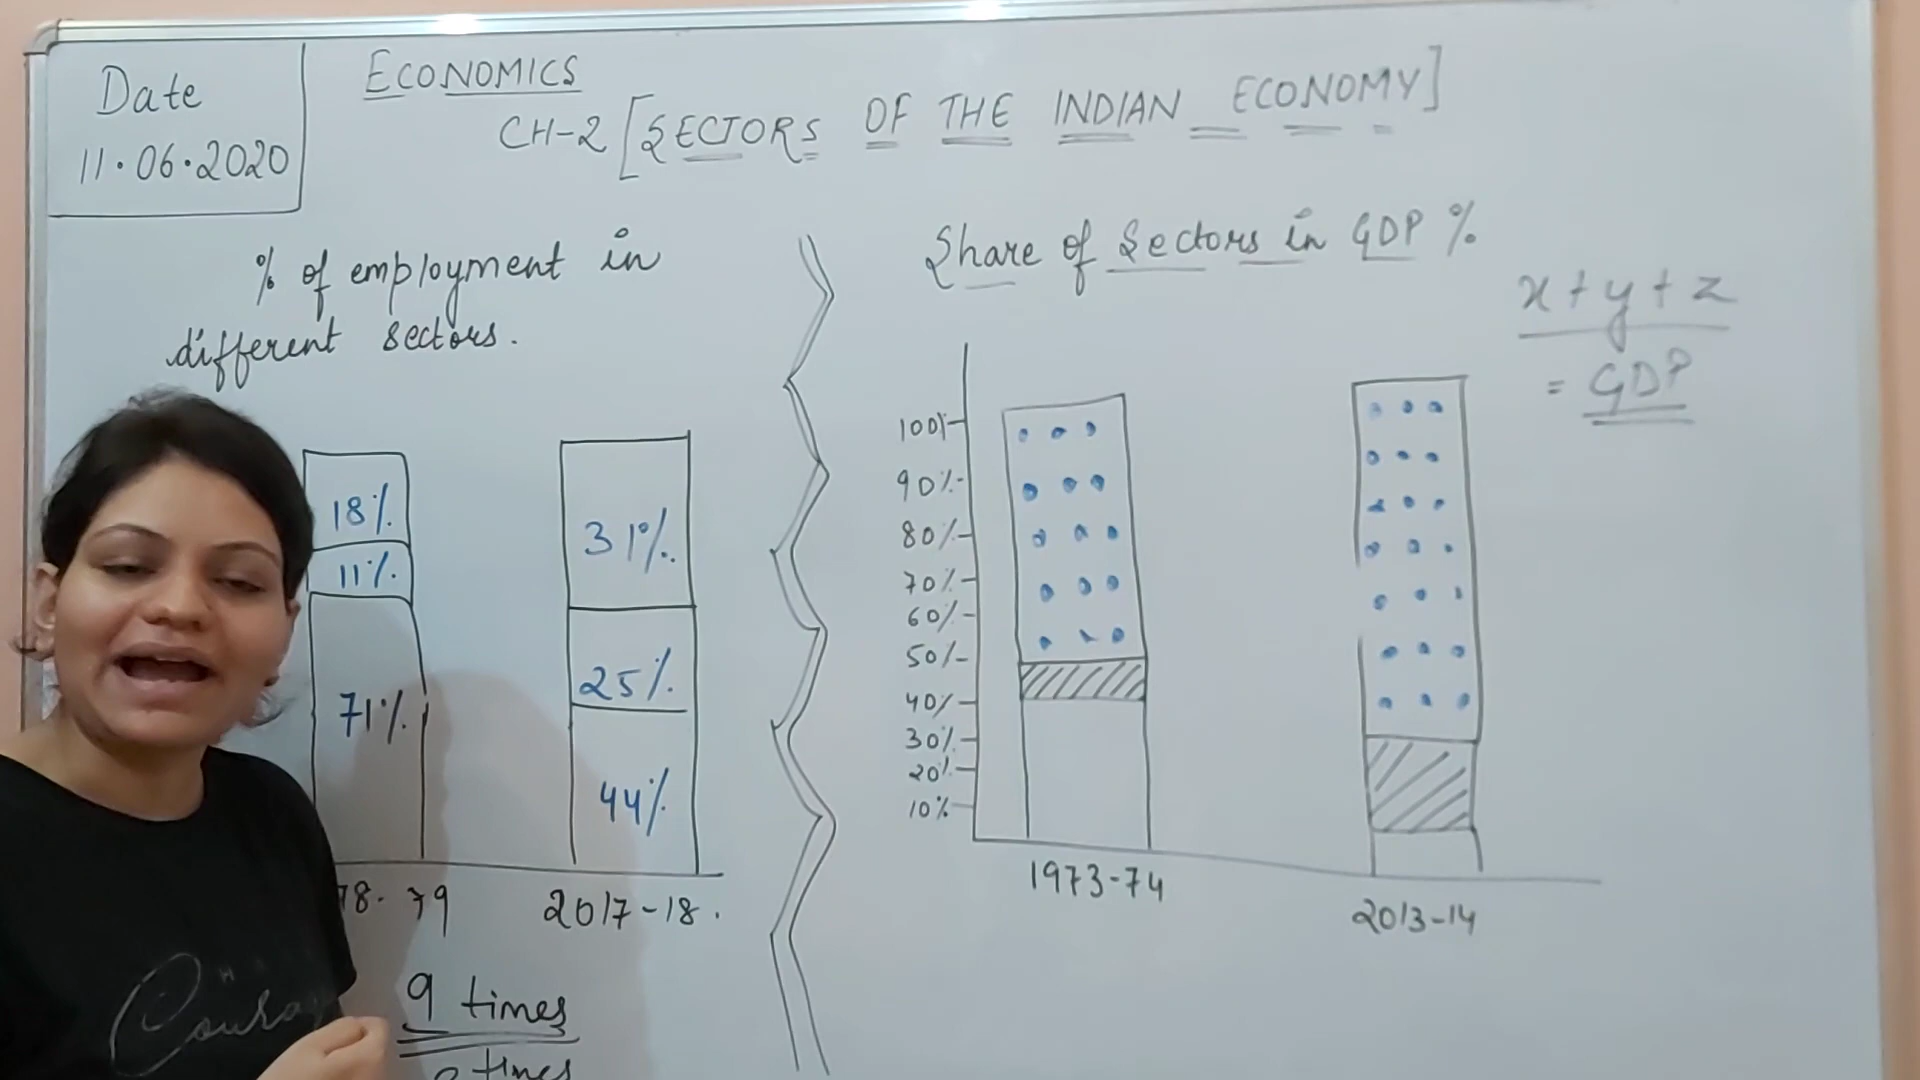 Date
11.06.2020
ECONOMICS
CH-2 [SECTORS OF THE INDIAN ECONOMY]
% of employment in
different sectors.
18%
11%
71%
31%
25%
44%
78-79
2017-18.
9 times
times
Share of Sectors in GDP %
x+y+z
= GDP
100%
90%
80%
70%
60%
50%
40%
30%
20%
10%
1973-74
2013-14